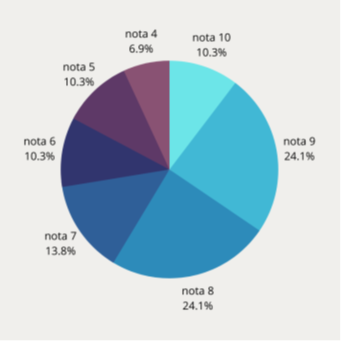 nota 4
6.9%
nota 10
10.3%
nota 5
10.3%
nota 9
24.1%
nota 6
10.3%
nota 7
13.8%
nota 8
24.1%